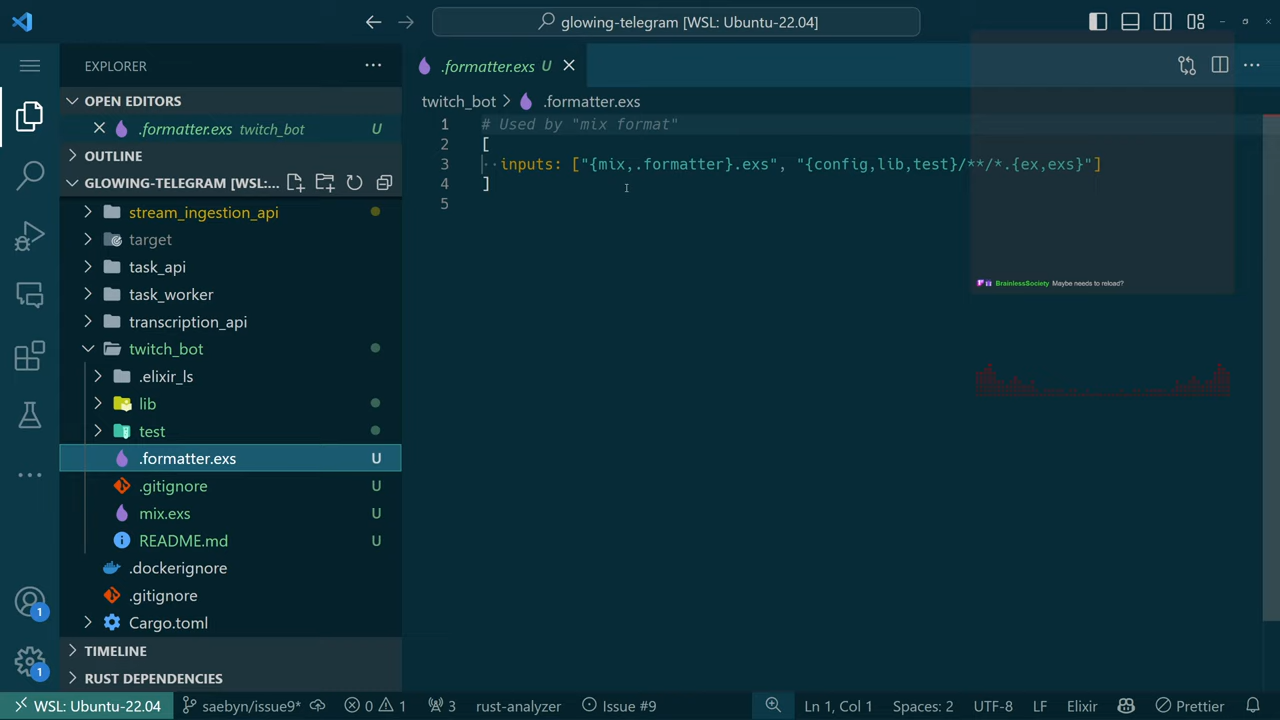 glowing-telegram [WSL: Ubuntu-22.04]
EXPLORER
OPEN EDITORS
.formatter.exs twitch_bot U
OUTLINE
GLOWING-TELEGRAM [WSL:...
stream_ingestion_api
target
task_api
task_worker
transcription_api
twitch_bot
.elixir_ls
lib
test
.formatter.exs U
.gitignore U
mix.exs U
README.md U
.dockerignore
.gitignore
Cargo.toml
TIMELINE
RUST DEPENDENCIES
.formatter.exs U
twitch_bot > .formatter.exs
1 # Used by "mix format"
2 [
3 inputs: ["{mix,.formatter}.exs", "{config,lib,test}/**/*.{ex,exs}"]
4 ]
5
BrainlessSociety Maybe needs to reload?
1
1
WSL: Ubuntu-22.04 saebyn/issue9* 0 1 3 rust-analyzer Issue #9 Ln 1, Col 1 Spaces: 2 UTF-8 LF Elixir Prettier